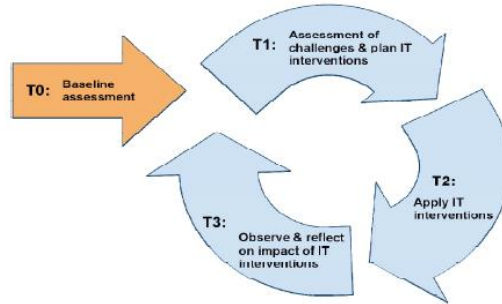 T0: Baseline
assessment
T1: Assessment of
challenges & plan IT
interventions
T2:
Apply IT
interventions
T3:
Observe & reflect
on impact of IT
interventions